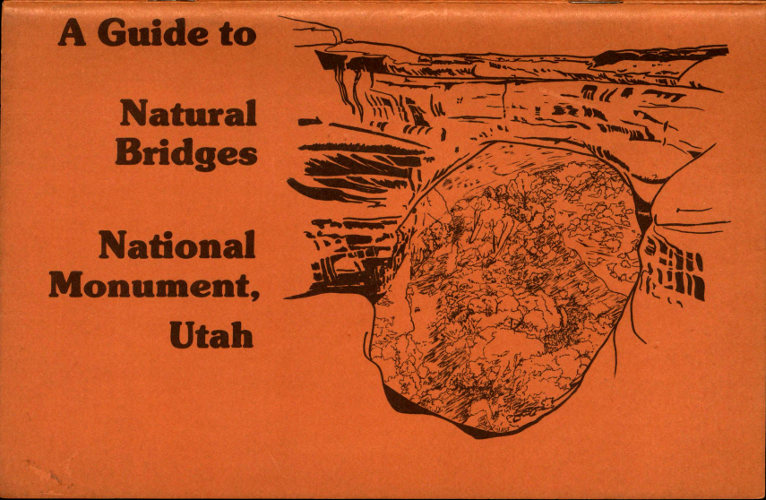 A Guide to
Natural
Bridges
National
Monument,
Utah